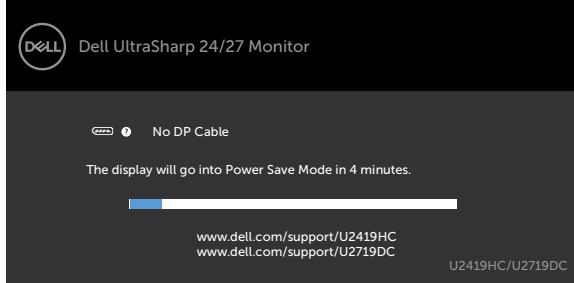 DELL
Dell UltraSharp 24/27 Monitor
? No DP Cable
The display will go into Power Save Mode in 4 minutes.
www.dell.com/support/U2419HC
www.dell.com/support/U2719DC
U2419HC/U2719DC